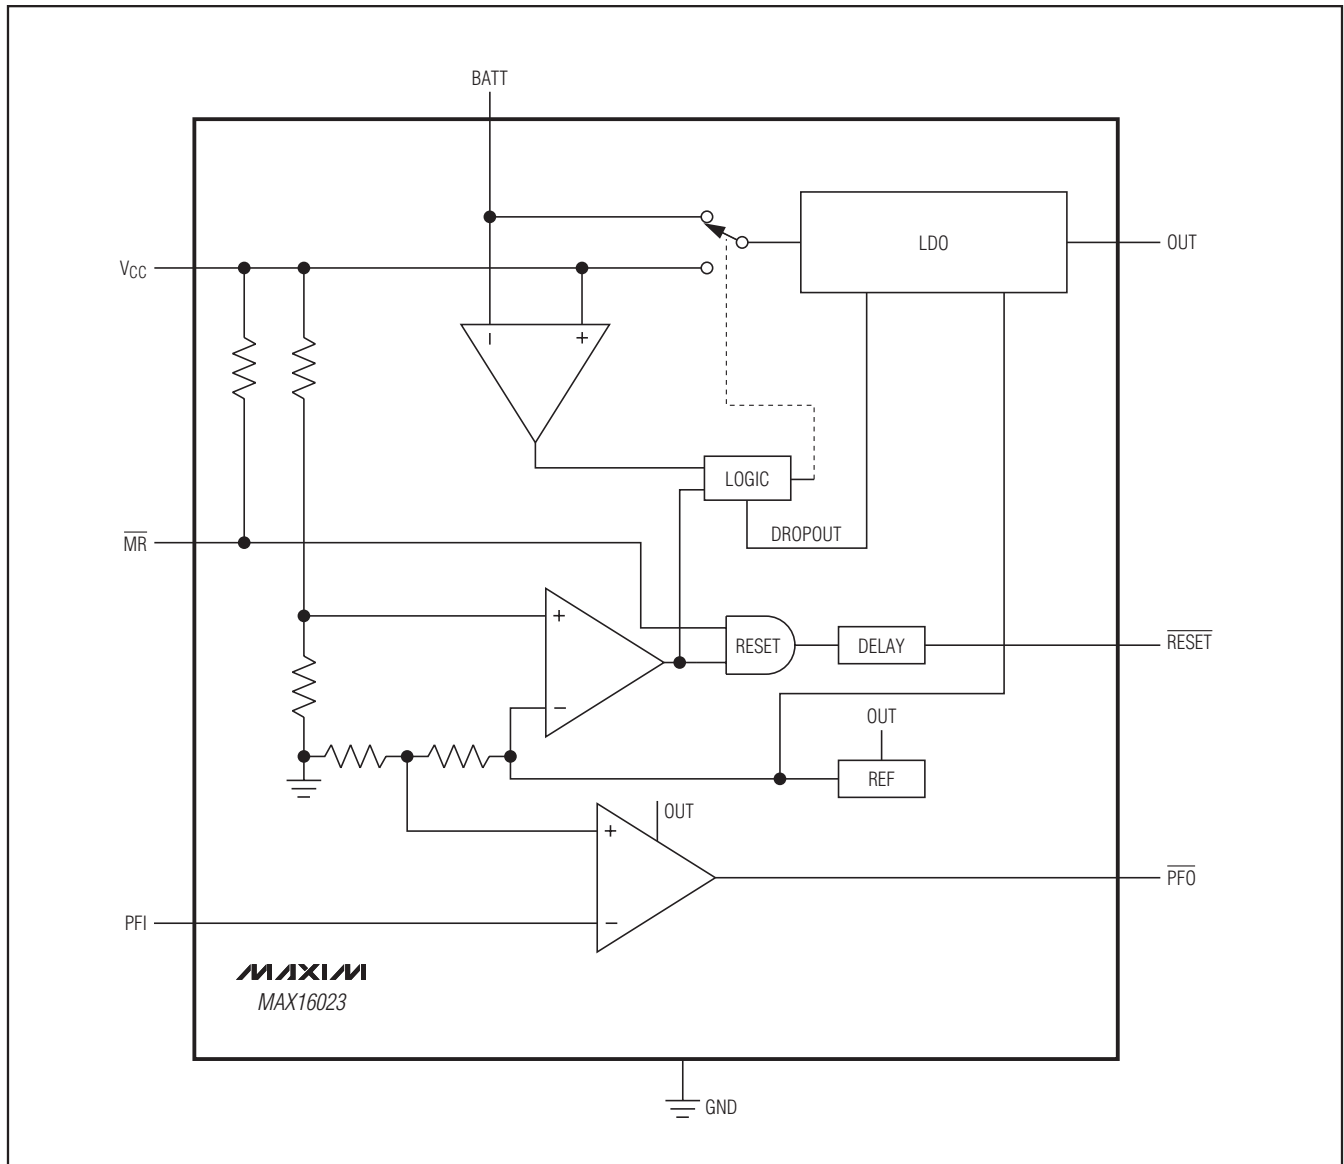 BATT
LDO
OUT
VCC
− +
LOGIC
DROPOUT
MR
+
RESET
DELAY
RESET
−
OUT
REF
OUT
+
PFO
PFI
−
MAXIM
MAX16023
GND